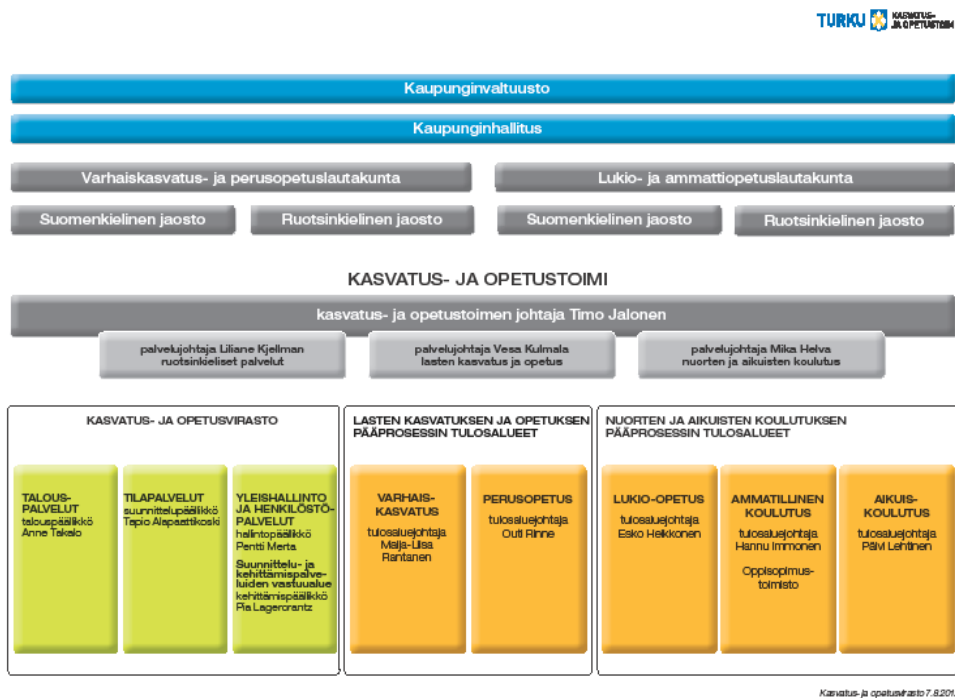 TURKU KASVATUS-
JA OPETUSTOIMI
Kaupunginvaltuusto
Kaupunginhallitus
Varhaiskasvatus- ja perusopetuslautakunta
Lukio- ja ammattiopetuslautakunta
Suomenkielinen jaosto
Ruotsinkielinen jaosto
Suomenkielinen jaosto
Ruotsinkielinen jaosto
KASVATUS- JA OPETUSTOIMI
kasvatus- ja opetustoimen johtaja Timo Jalonen
palvelujohtaja Liliane Kjellman
ruotsinkieliset palvelut
palvelujohtaja Vesa Kulmala
lasten kasvatus ja opetus
palvelujohtaja Mika Helva
nuorten ja aikuisten koulutus
KASVATUS- JA OPETUSVIRASTO
TALOUS-
PALVELUT
talouspäällikkö
Anne Takalo
TILAPALVELUT
suunnittelupäällikkö
Tapio Alapaattikoski
YLEISHALLINTO
JA HENKILÖSTÖ-
PALVELUT
hallintopäällikkö
Pentti Merta
Suunnittelu- ja
kehittämispalve-
luiden vastuualue
kehittämispäällikkö
Pia Lagercrantz
LASTEN KASVATUKSEN JA OPETUKSEN
PÄÄPROSESSIN TULOSALUEET
VARHAIS-
KASVATUS
tulosaluejohtaja
Maija-Liisa
Rantanen
PERUSOPETUS
tulosaluejohtaja
Outi Rinne
NUORTEN JA AIKUISTEN KOULUTUKSEN
PÄÄPROSESSIN TULOSALUEET
LUKIO-OPETUS
tulosaluejohtaja
Esko Heikkonen
AMMATILLINEN
KOULUTUS
tulosaluejohtaja
Hannu Immonen
Oppisopimus-
toimisto
AIKUIS-
KOULUTUS
tulosaluejohtaja
Päivi Lehtinen
Kasvatus- ja opetusvirasto 7.8.201